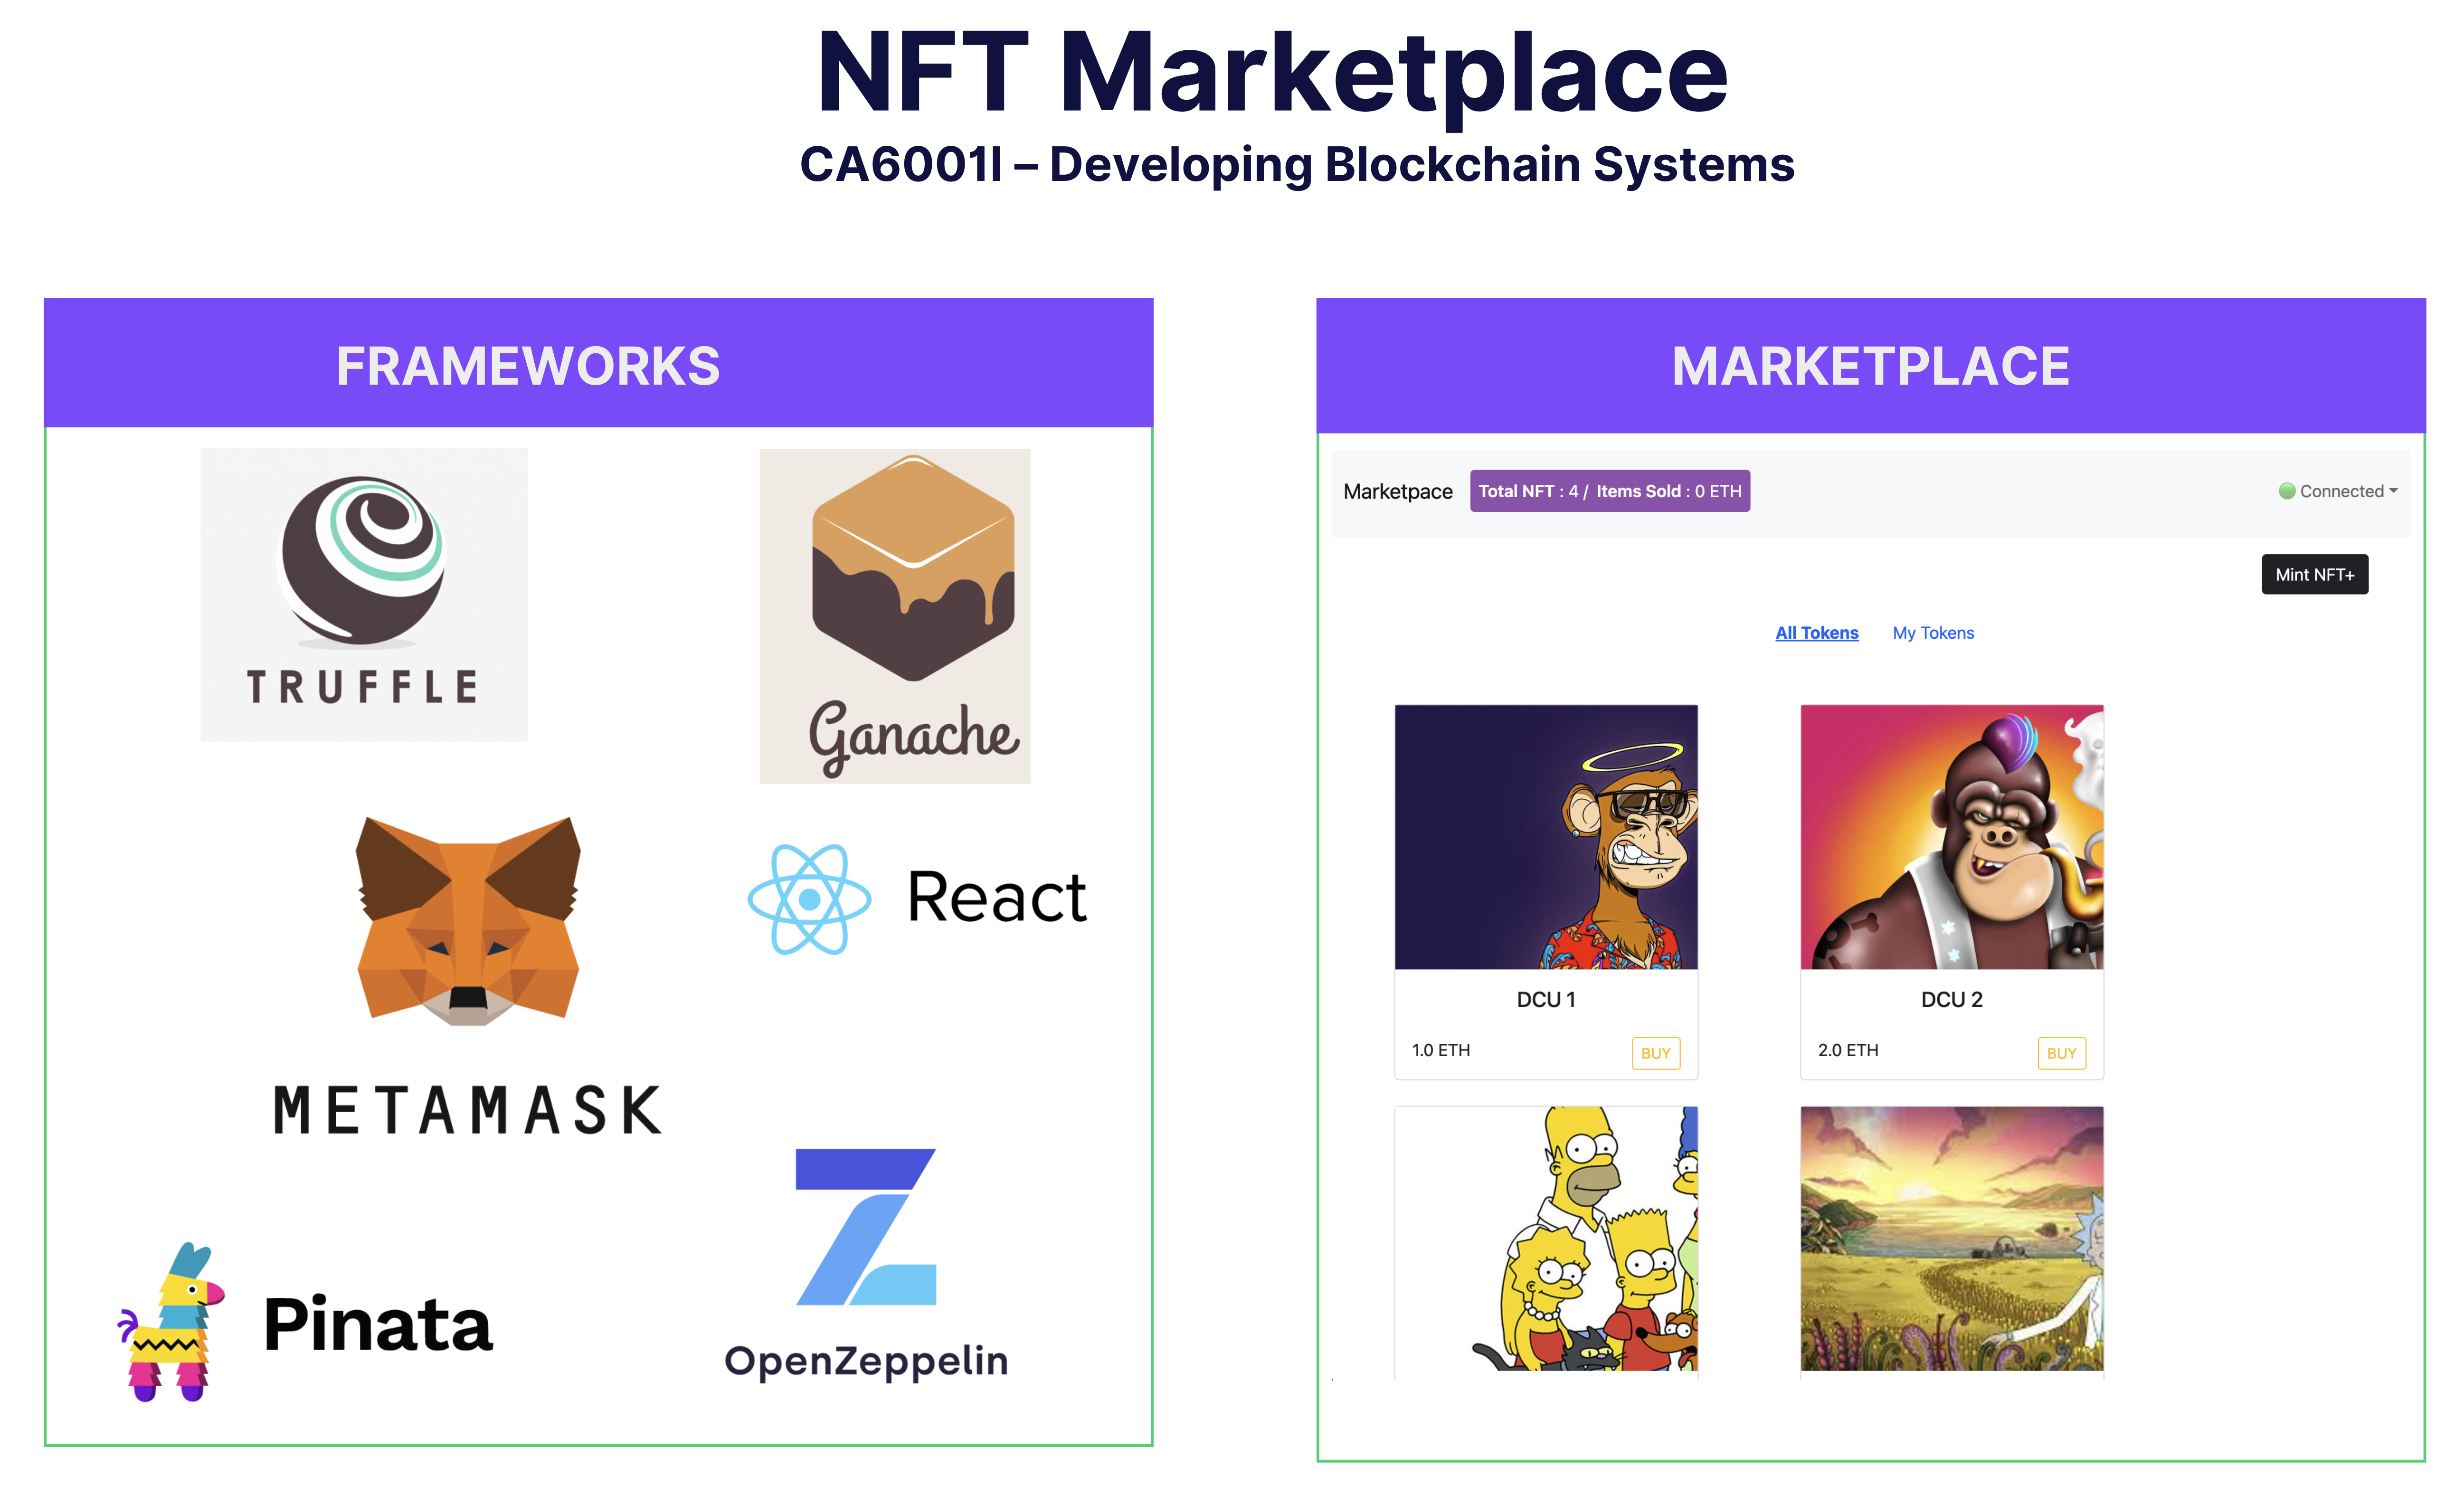 NFT Marketplace
CA6001I – Developing Blockchain Systems
FRAMEWORKS
TRUFFLE
Ganache
React
METAMASK
Pinata
OpenZeppelin
MARKETPLACE
Marketpace
Total NFT : 4 / Items Sold : 0 ETH
Connected
Mint NFT+
All Tokens
My Tokens
DCU 1
1.0 ETH
BUY
DCU 2
2.0 ETH
BUY